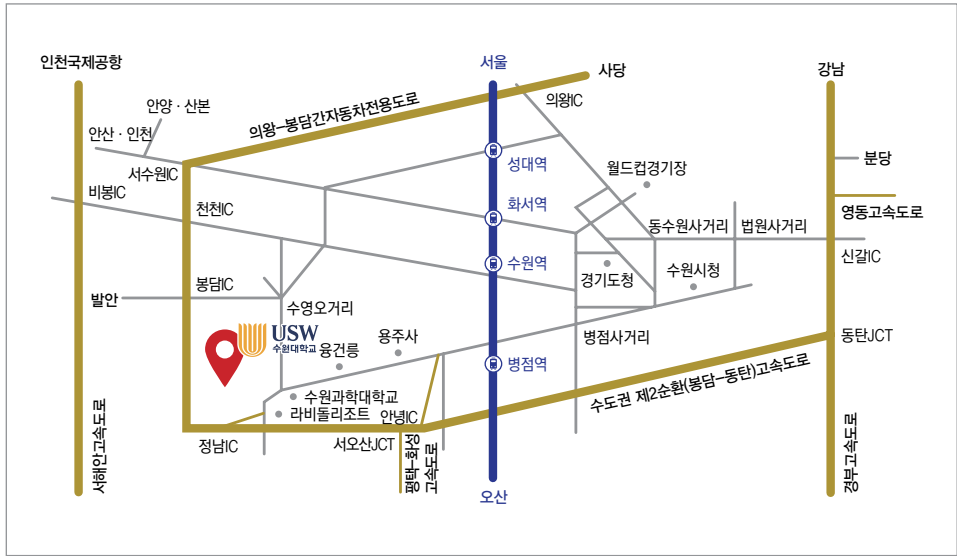 인천국제공항
서울
사당
강남
안양 · 산본
안산 · 인천
의왕-봉담간자동차전용도로
의왕IC
서수원IC
성대역
월드컵경기장
분당
비봉IC
천천IC
화서역
영동고속도로
동수원사거리
법원사거리
신갈IC
수원역
경기도청
수원시청
발안
봉담IC
수영오거리
USW
수원대학교
융건릉
용주사
병점역
병점사거리
동탄JCT
수도권 제2순환(봉담-동탄)고속도로
수원과학대학교
라비돌리조트
안녕IC
정남IC
서오산JCT
평택-화성
고속도로
서해안고속도로
경부고속도로
오산